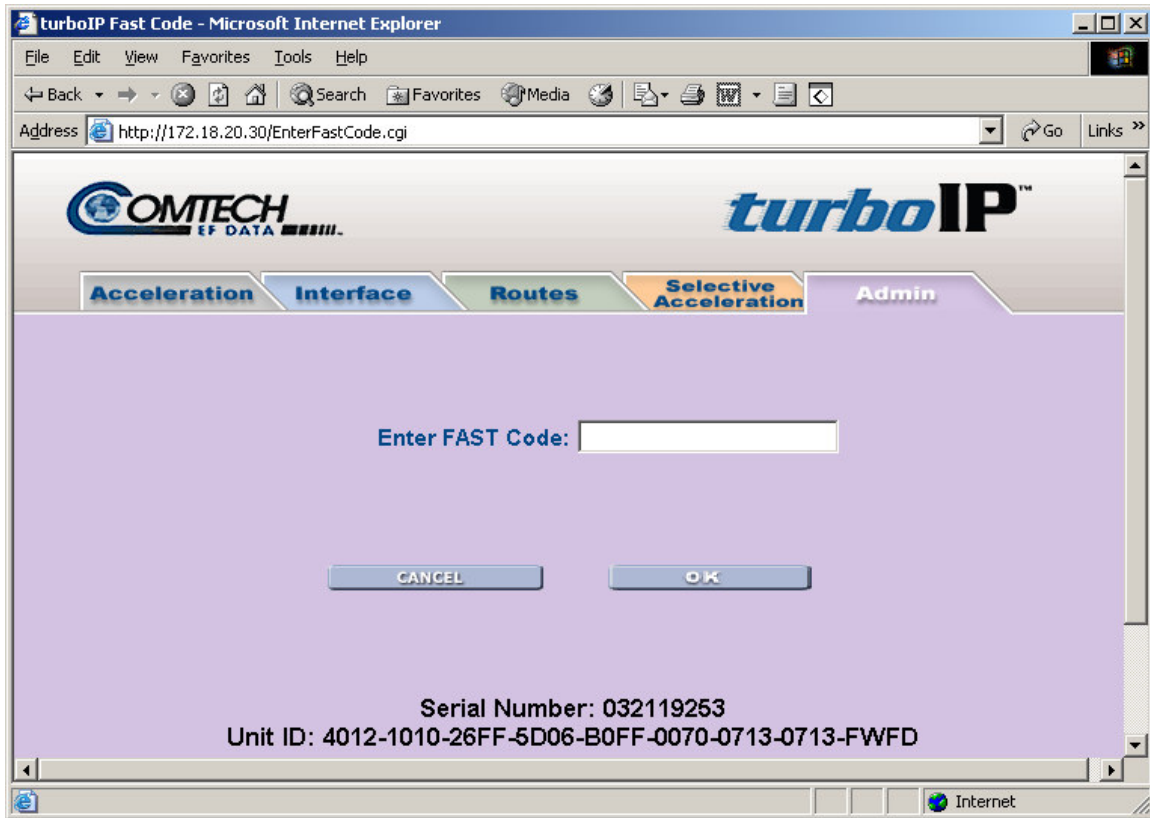 turboIP Fast Code - Microsoft Internet Explorer
File Edit View Favorites Tools Help
Back Search Favorites Media
Address http://172.18.20.30/EnterFastCode.cgi Go Links »
COMTECH
EF DATA
turboIP™
Acceleration Interface Routes Selective Acceleration Admin
Enter FAST Code:
CANCEL OK
Serial Number: 032119253
Unit ID: 4012-1010-26FF-5D06-B0FF-0070-0713-0713-FWFD
Internet